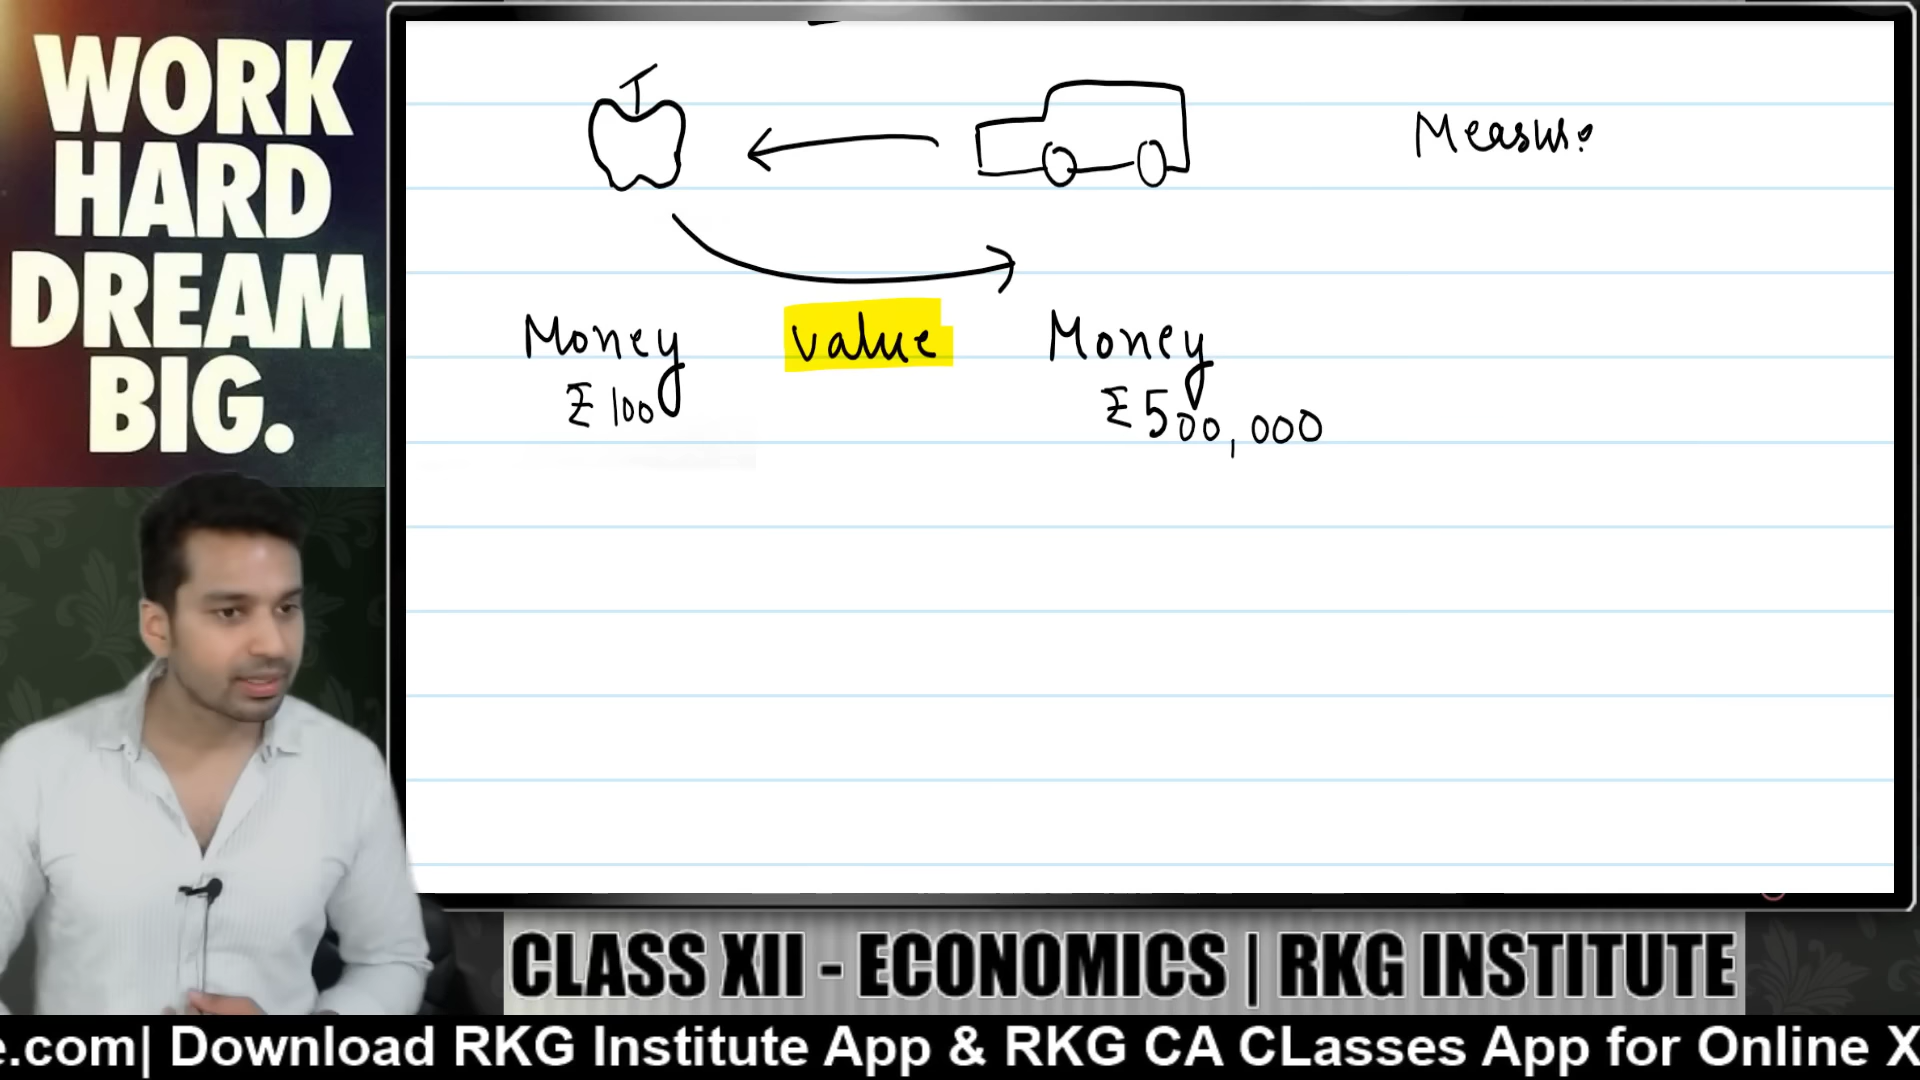 WORK
HARD
DREAM
BIG.
Money value Money
₹100 ₹500,000
CLASS XII - ECONOMICS | RKG INSTITUTE
e.com| Download RKG Institute App & RKG CA CLasses App for Online X